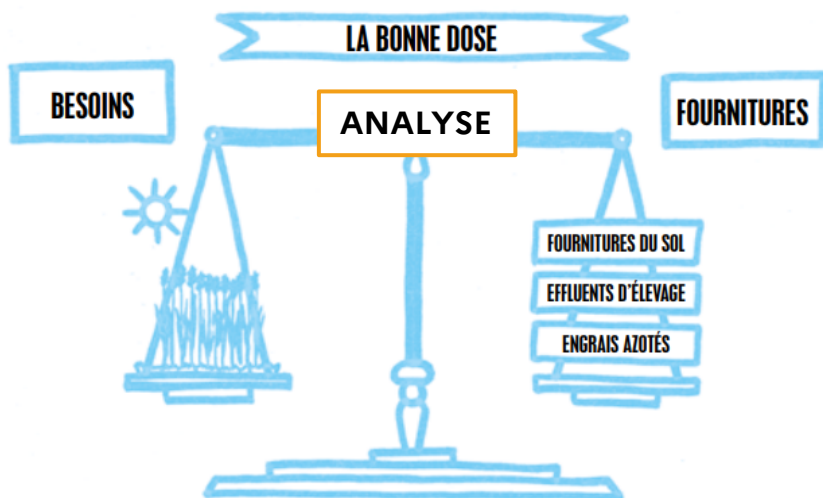 LA BONNE DOSE
BESOINS
ANALYSE
FOURNITURES
FOURNITURES DU SOL
EFFLUENTS D'ÉLEVAGE
ENGRAIS AZOTÉS